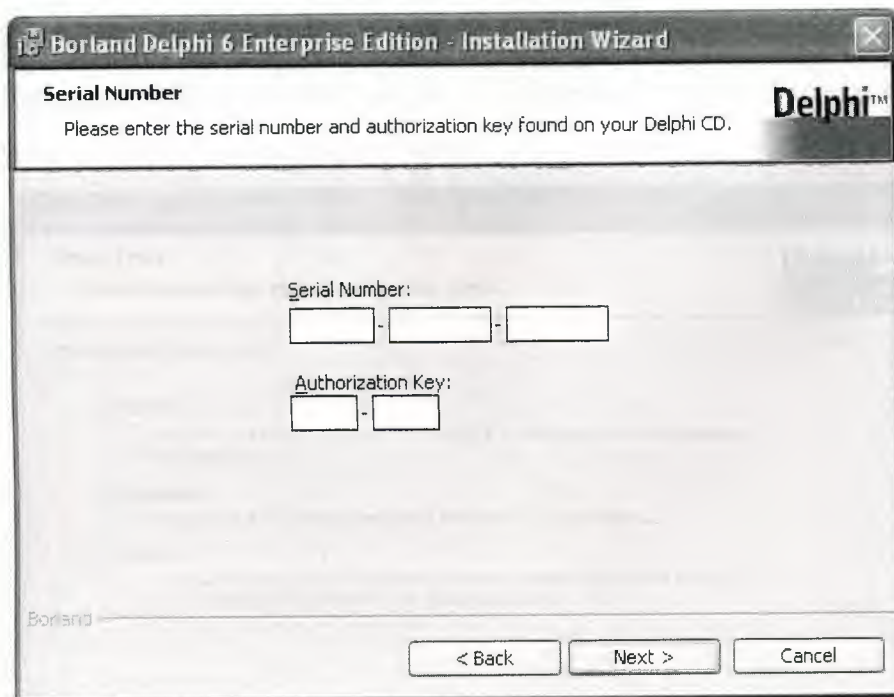 Borland Delphi 6 Enterprise Edition - Installation Wizard
Serial Number
Please enter the serial number and authorization key found on your Delphi CD.
Delphi™
Serial Number:
- -
Authorization Key:
-
Borland
< Back Next > Cancel